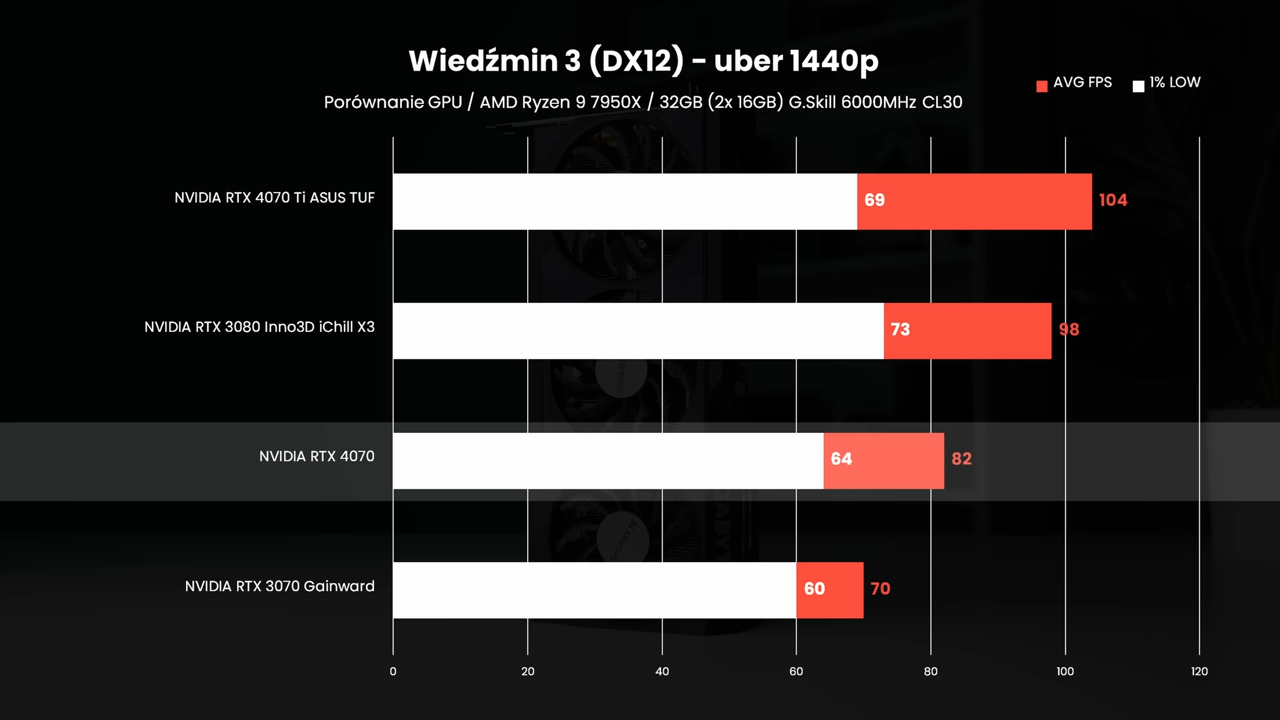 Wiedźmin 3 (DX12) - uber 1440p
Porównanie GPU / AMD Ryzen 9 7950X / 32GB (2x 16GB) G.Skill 6000MHz CL30
AVG FPS
1% LOW
NVIDIA RTX 4070 Ti ASUS TUF
69
104
NVIDIA RTX 3080 Inno3D iChill X3
73
98
NVIDIA RTX 4070
64
82
NVIDIA RTX 3070 Gainward
60
70
0
20
40
60
80
100
120
GIGABYTE